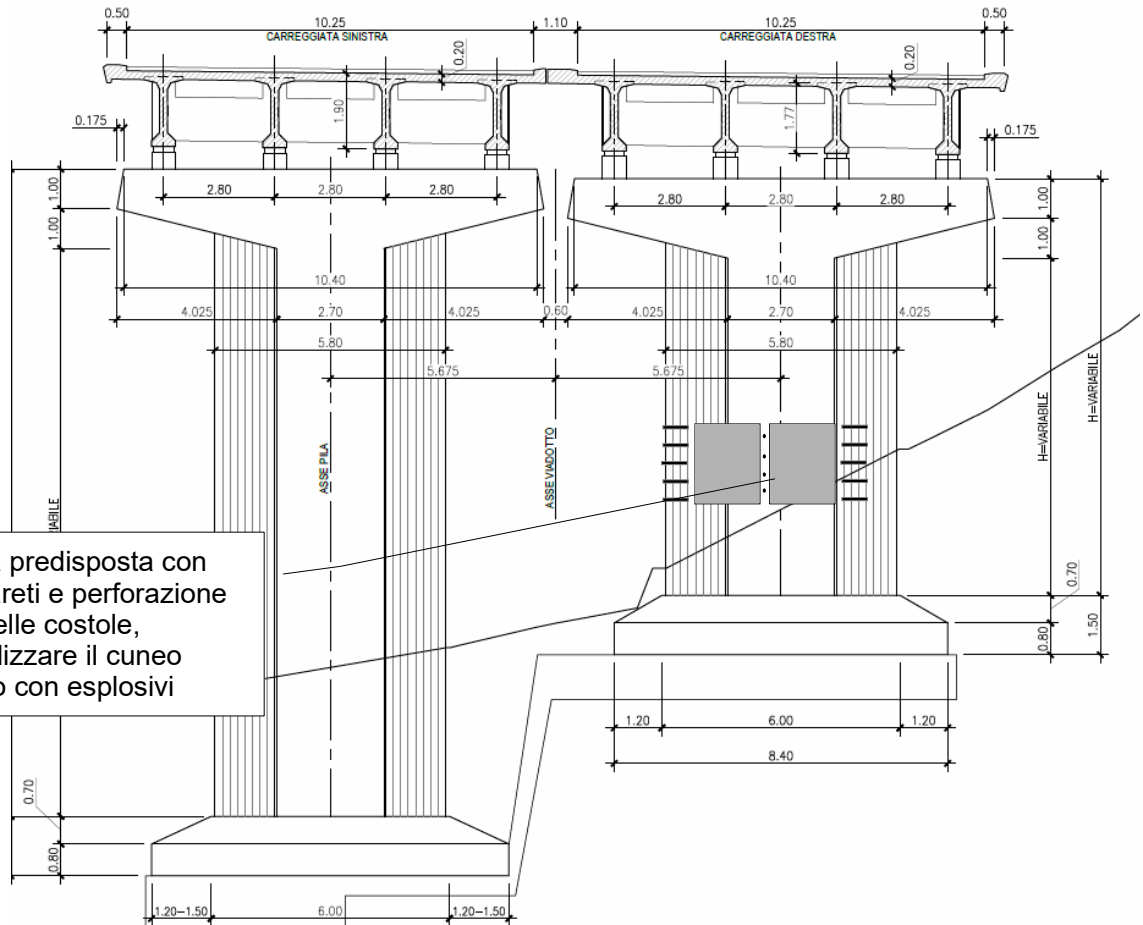 0.50 10.25 1.10 10.25 0.50
CARREGGIATA SINISTRA CARREGGIATA DESTRA
0.20 0.20
1.90 1.77
0.175 0.175
2.80 2.80 2.80 2.80 2.80 2.80
1.00 1.00
1.00 1.00
10.40 10.40
4.025 2.70 4.025 0.60 4.025 2.70 4.025
5.80 5.80
5.675 5.675
ASSE PILA
ASSE VIADOTTO
H=VARIABILE
H=VARIABILE
IABILE
predisposta con
areti e perforazione
elle costole,
lizzare il cuneo
o con esplosivi
0.70
0.80 1.50
1.20 6.00 1.20
8.40
0.70
0.80
1.20-1.50 6.00 1.20-1.50